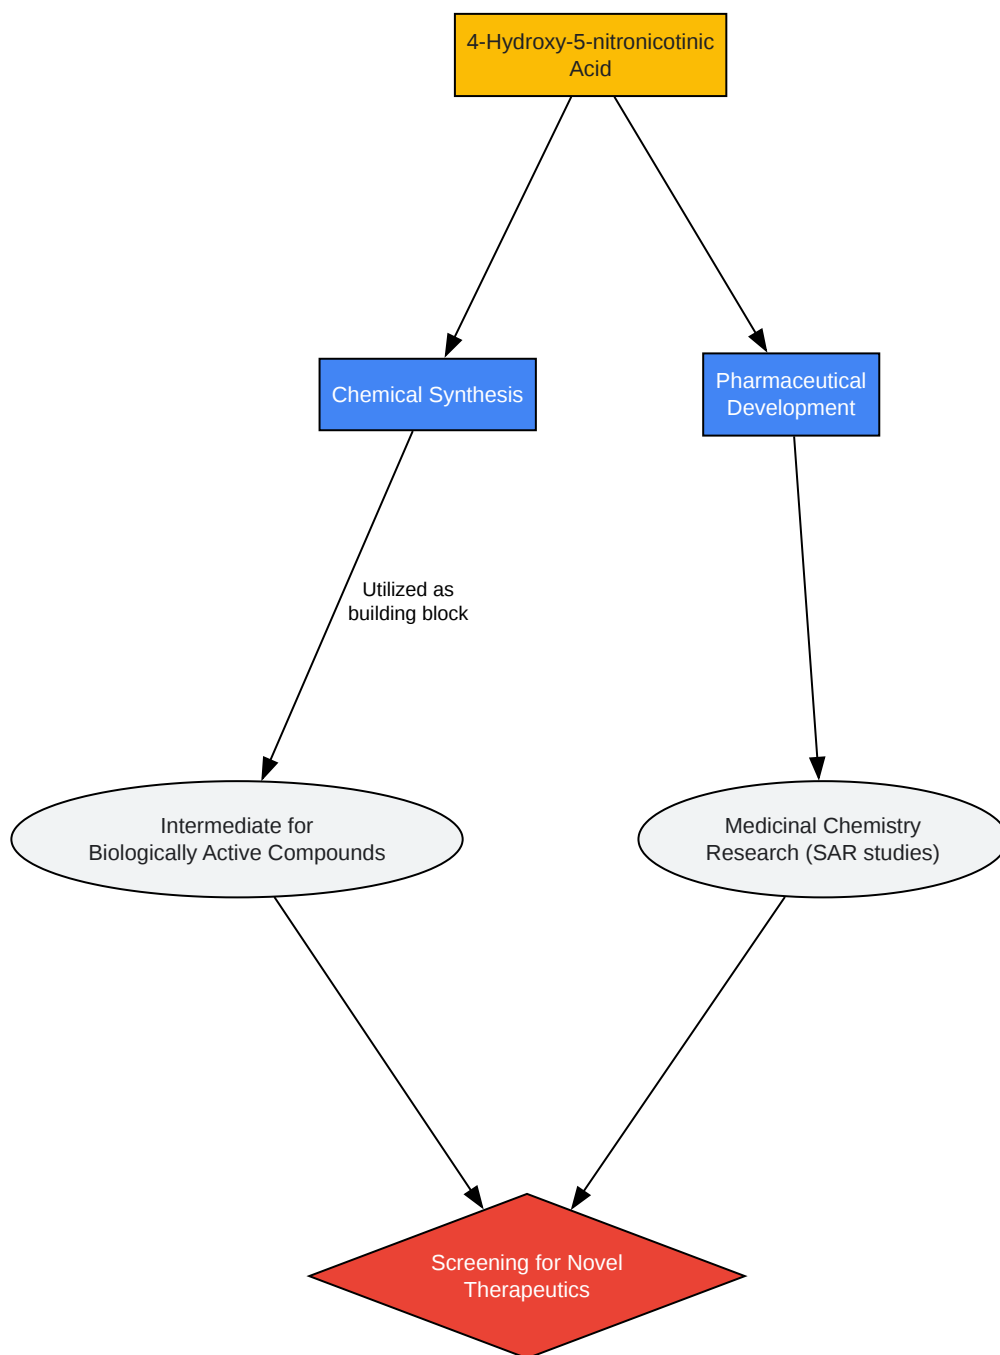 4-Hydroxy-5-nitronicotinic
Acid
Chemical Synthesis
Pharmaceutical
Development
Utilized as
building block
Intermediate for
Biologically Active Compounds
Medicinal Chemistry
Research (SAR studies)
Screening for Novel
Therapeutics